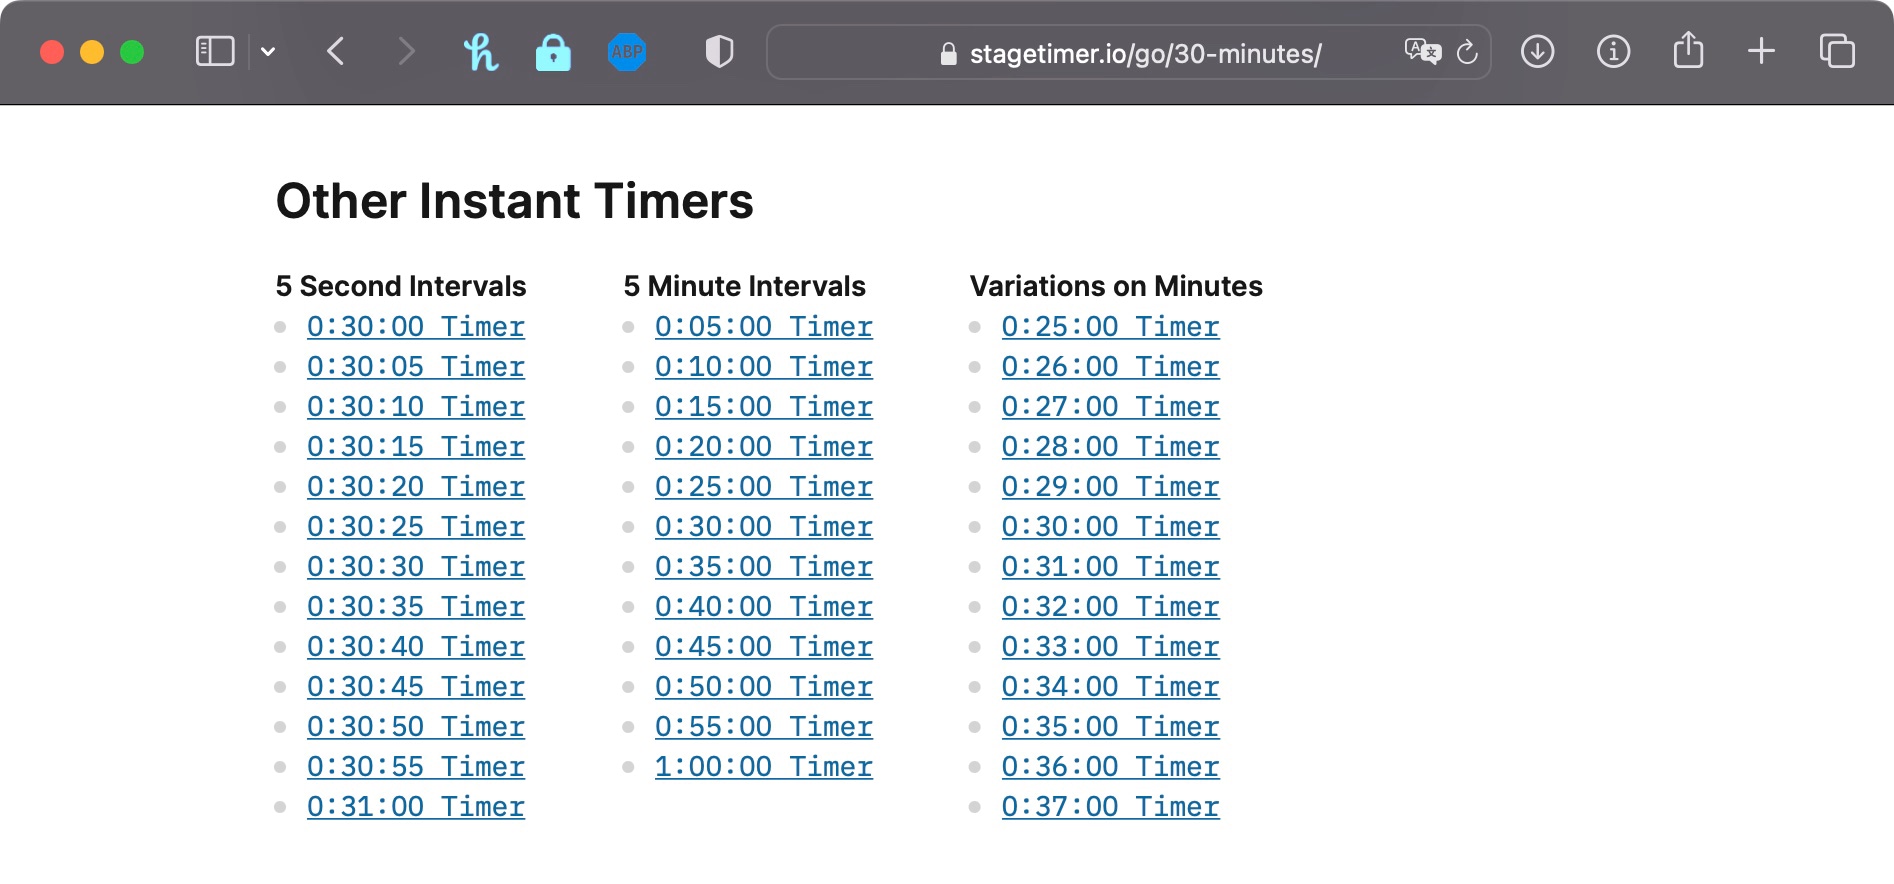 ABP
stagetimer.io/go/30-minutes/
Other Instant Timers
5 Second Intervals
0:30:00 Timer
0:30:05 Timer
0:30:10 Timer
0:30:15 Timer
0:30:20 Timer
0:30:25 Timer
0:30:30 Timer
0:30:35 Timer
0:30:40 Timer
0:30:45 Timer
0:30:50 Timer
0:30:55 Timer
0:31:00 Timer
5 Minute Intervals
0:05:00 Timer
0:10:00 Timer
0:15:00 Timer
0:20:00 Timer
0:25:00 Timer
0:30:00 Timer
0:35:00 Timer
0:40:00 Timer
0:45:00 Timer
0:50:00 Timer
0:55:00 Timer
1:00:00 Timer
Variations on Minutes
0:25:00 Timer
0:26:00 Timer
0:27:00 Timer
0:28:00 Timer
0:29:00 Timer
0:30:00 Timer
0:31:00 Timer
0:32:00 Timer
0:33:00 Timer
0:34:00 Timer
0:35:00 Timer
0:36:00 Timer
0:37:00 Timer